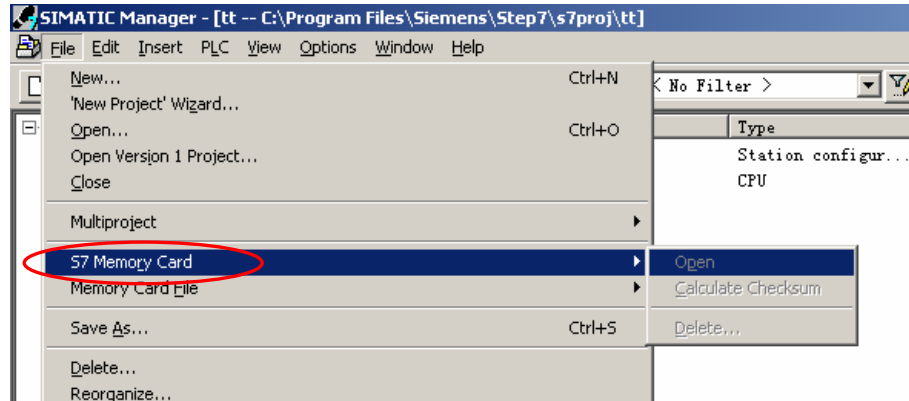 SIMATIC Manager - [tt -- C:\Program Files\Siemens\Step7\s7proj\tt]
File Edit Insert PLC View Options Window Help
New... Ctrl+N
< No Filter >
'New Project' Wizard...
Open... Ctrl+O
Type
Open Version 1 Project...
Station configur...
Close
CPU
Multiproject
S7 Memory Card
Open
Memory Card File
Calculate Checksum
Save As... Ctrl+S
Delete...
Delete...
Reorganize...